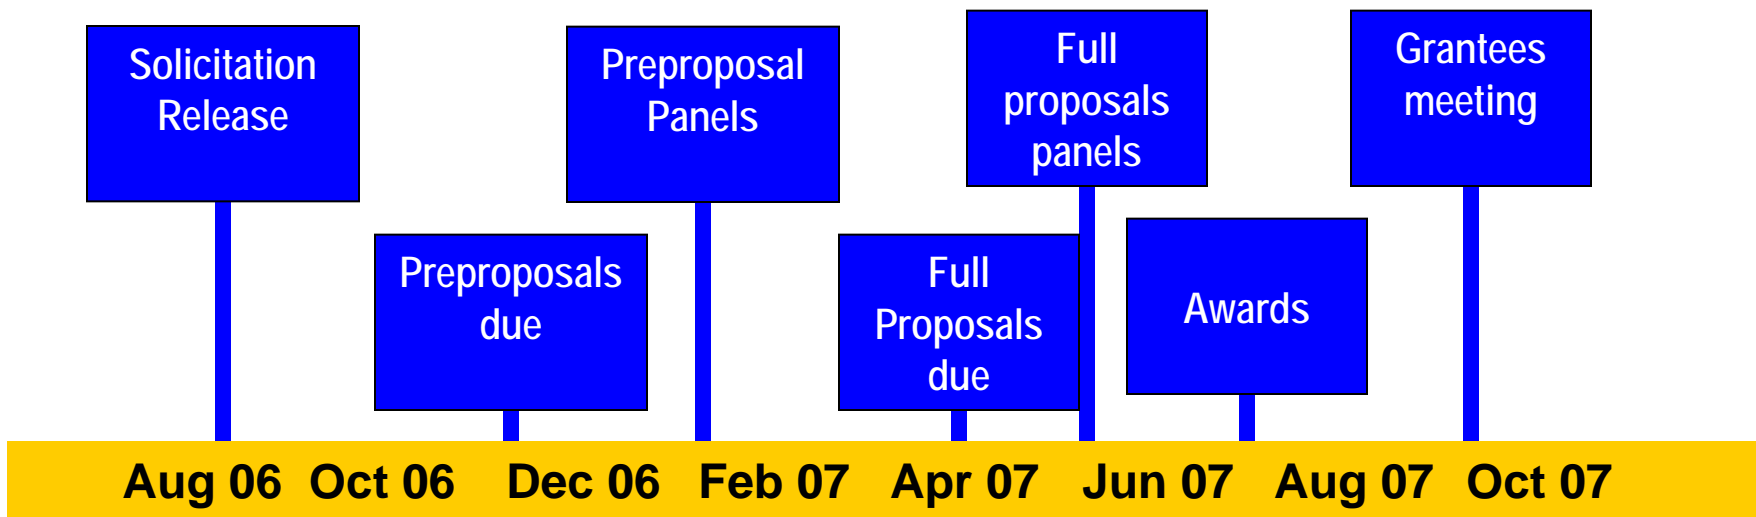 Solicitation
Release
Preproposals
due
Preproposal
Panels
Full
Proposals
due
Full
proposals
panels
Awards
Grantees
meeting
Aug 06 Oct 06 Dec 06 Feb 07 Apr 07 Jun 07 Aug 07 Oct 07